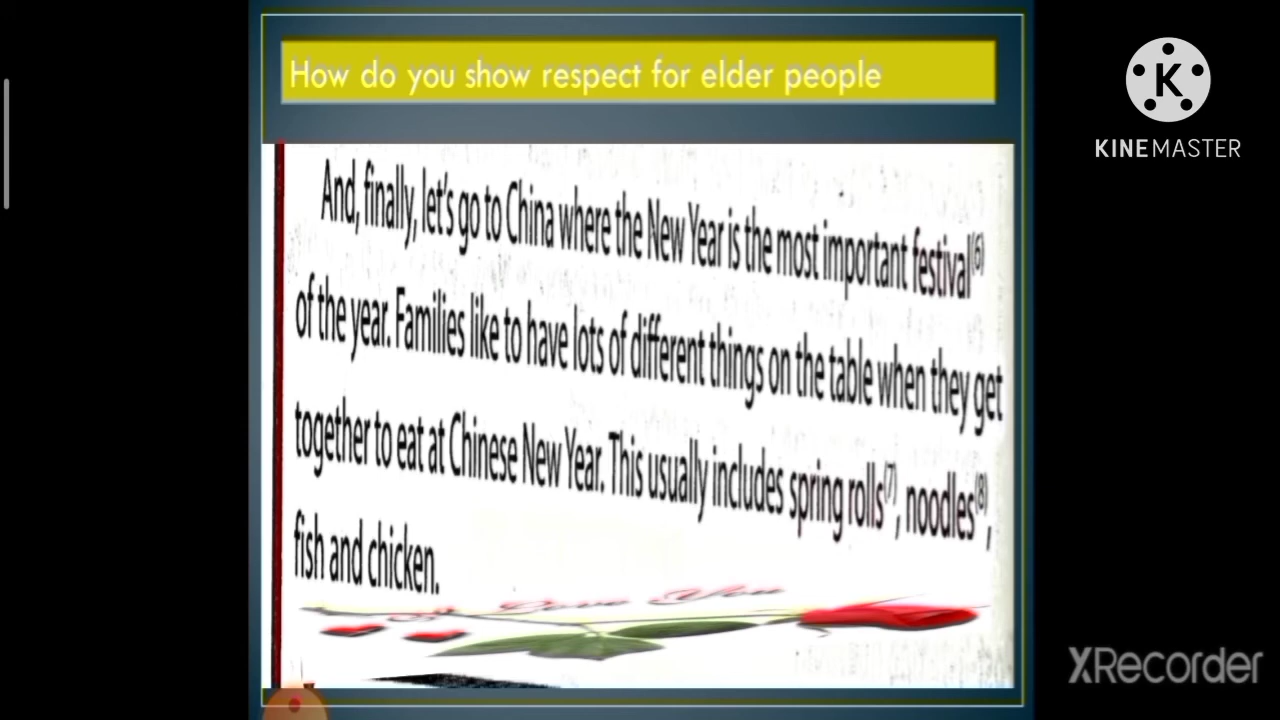 How do you show respect for elder people
K
KINEMASTER
And, finally, let's go to China where the New Year is the most important festival(6)
of the year. Families like to have lots of different things on the table when they get
together to eat at Chinese New Year. This usually includes spring rolls(7), noodles(8),
fish and chicken.
I Love You
XRecorder